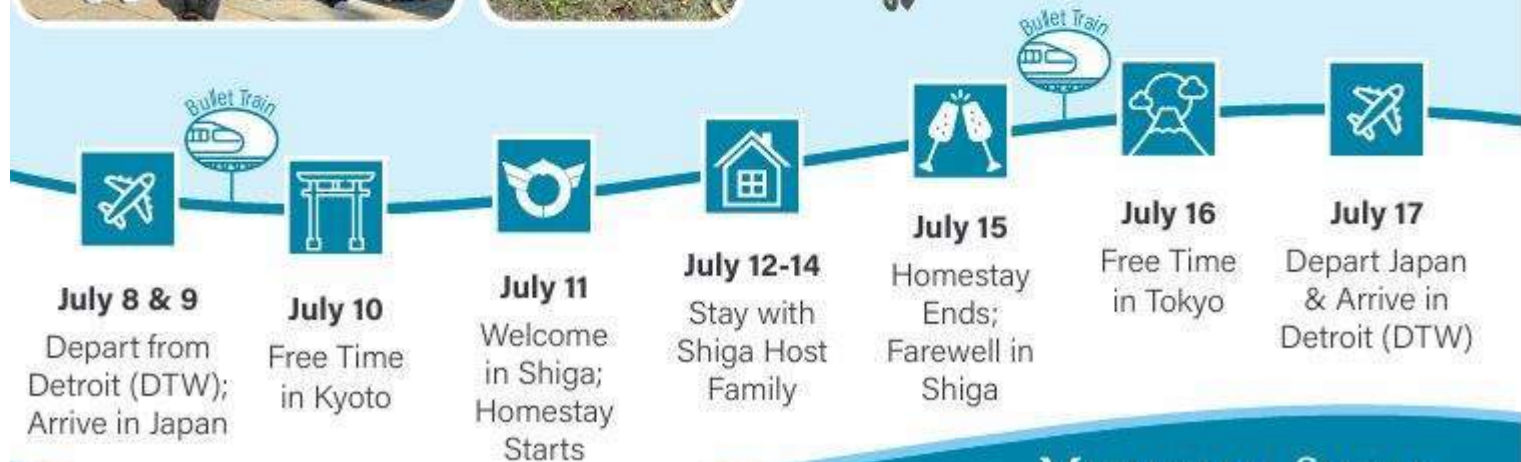 Bullet Train
Bullet Train
July 8 & 9
Depart from
Detroit (DTW);
Arrive in Japan
July 10
Free Time
in Kyoto
July 11
Welcome
in Shiga;
Homestay
Starts
July 12-14
Stay with
Shiga Host
Family
July 15
Homestay
Ends;
Farewell in
Shiga
July 16
Free Time
in Tokyo
July 17
Depart Japan
& Arrive in
Detroit (DTW)